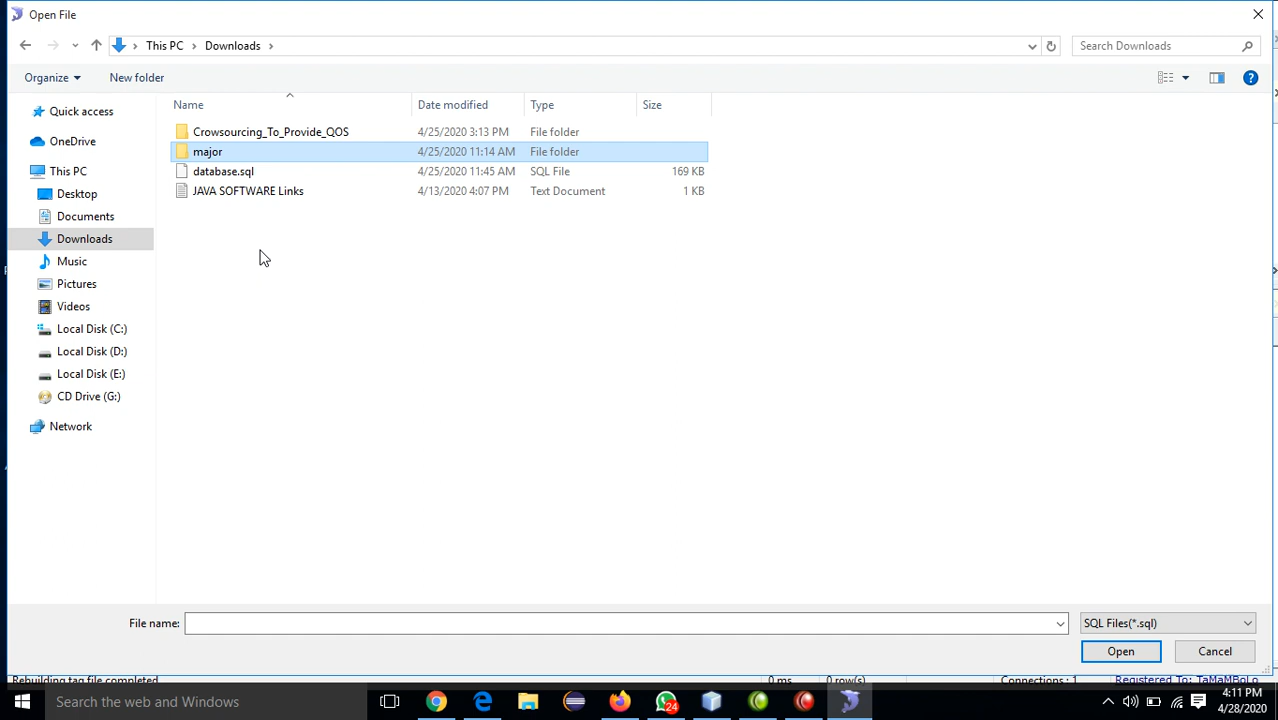 Open File
This PC
Downloads
Search Downloads
Organize
New folder
Name
Date modified
Type
Size
Crowsourcing_To_Provide_QOS
4/25/2020 3:13 PM
File folder
major
4/25/2020 11:14 AM
File folder
database.sql
4/25/2020 11:45 AM
SQL File
169 KB
JAVA SOFTWARE Links
4/13/2020 4:07 PM
Text Document
1 KB
Quick access
OneDrive
This PC
Desktop
Documents
Downloads
Music
Pictures
Videos
Local Disk (C:)
Local Disk (D:)
Local Disk (E:)
CD Drive (G:)
Network
File name:
SQL Files(*.sql)
Open
Cancel
Rebuilding tag file completed
0 ms
0 row(s)
Connections : 1
Registered To: TaMaMBoLo
Search the web and Windows
24
4:11 PM
4/28/2020